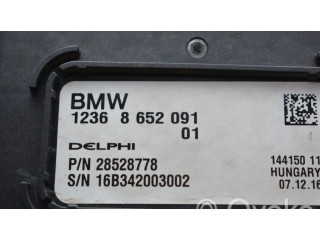 BMW
1236 8 652 091
01
DELPHI
P/N 28528778
S/N 16B342003002
144150 11
HUNGARY
07.12.16